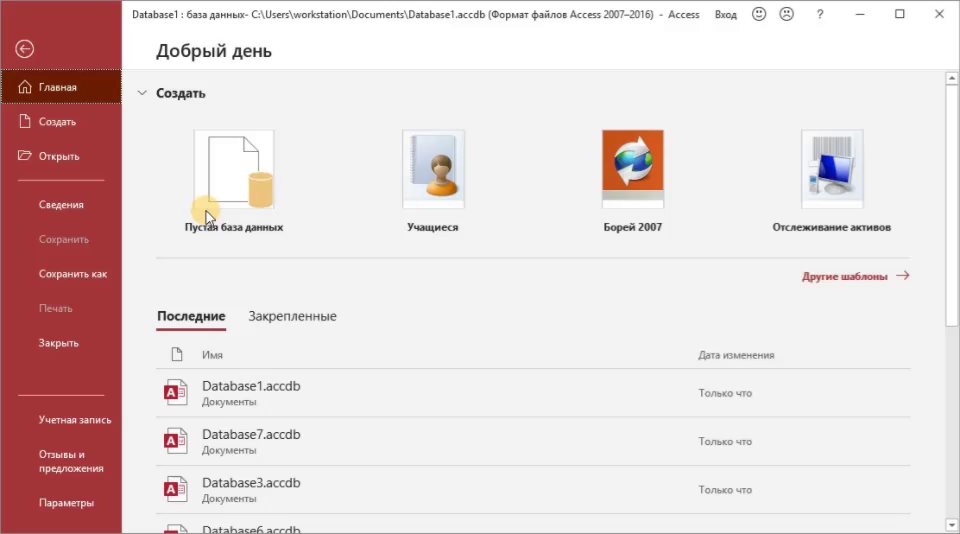 Database1 : база данных- C:\Users\workstation\Documents\Database1.accdb (Формат файлов Access 2007–2016) - Access Вход ?
Добрый день
Главная
Создать
Открыть
Сведения
Сохранить
Сохранить как
Печать
Закрыть
Учетная запись
Отзывы и
предложения
Параметры
Создать
Пустая база данных
Учащиеся
Борей 2007
Отслеживание активов
Другие шаблоны
Последние Закрепленные
Имя Дата изменения
Database1.accdb
Документы
Только что
Database7.accdb
Документы
Только что
Database3.accdb
Документы
Только что
Database6.accdb